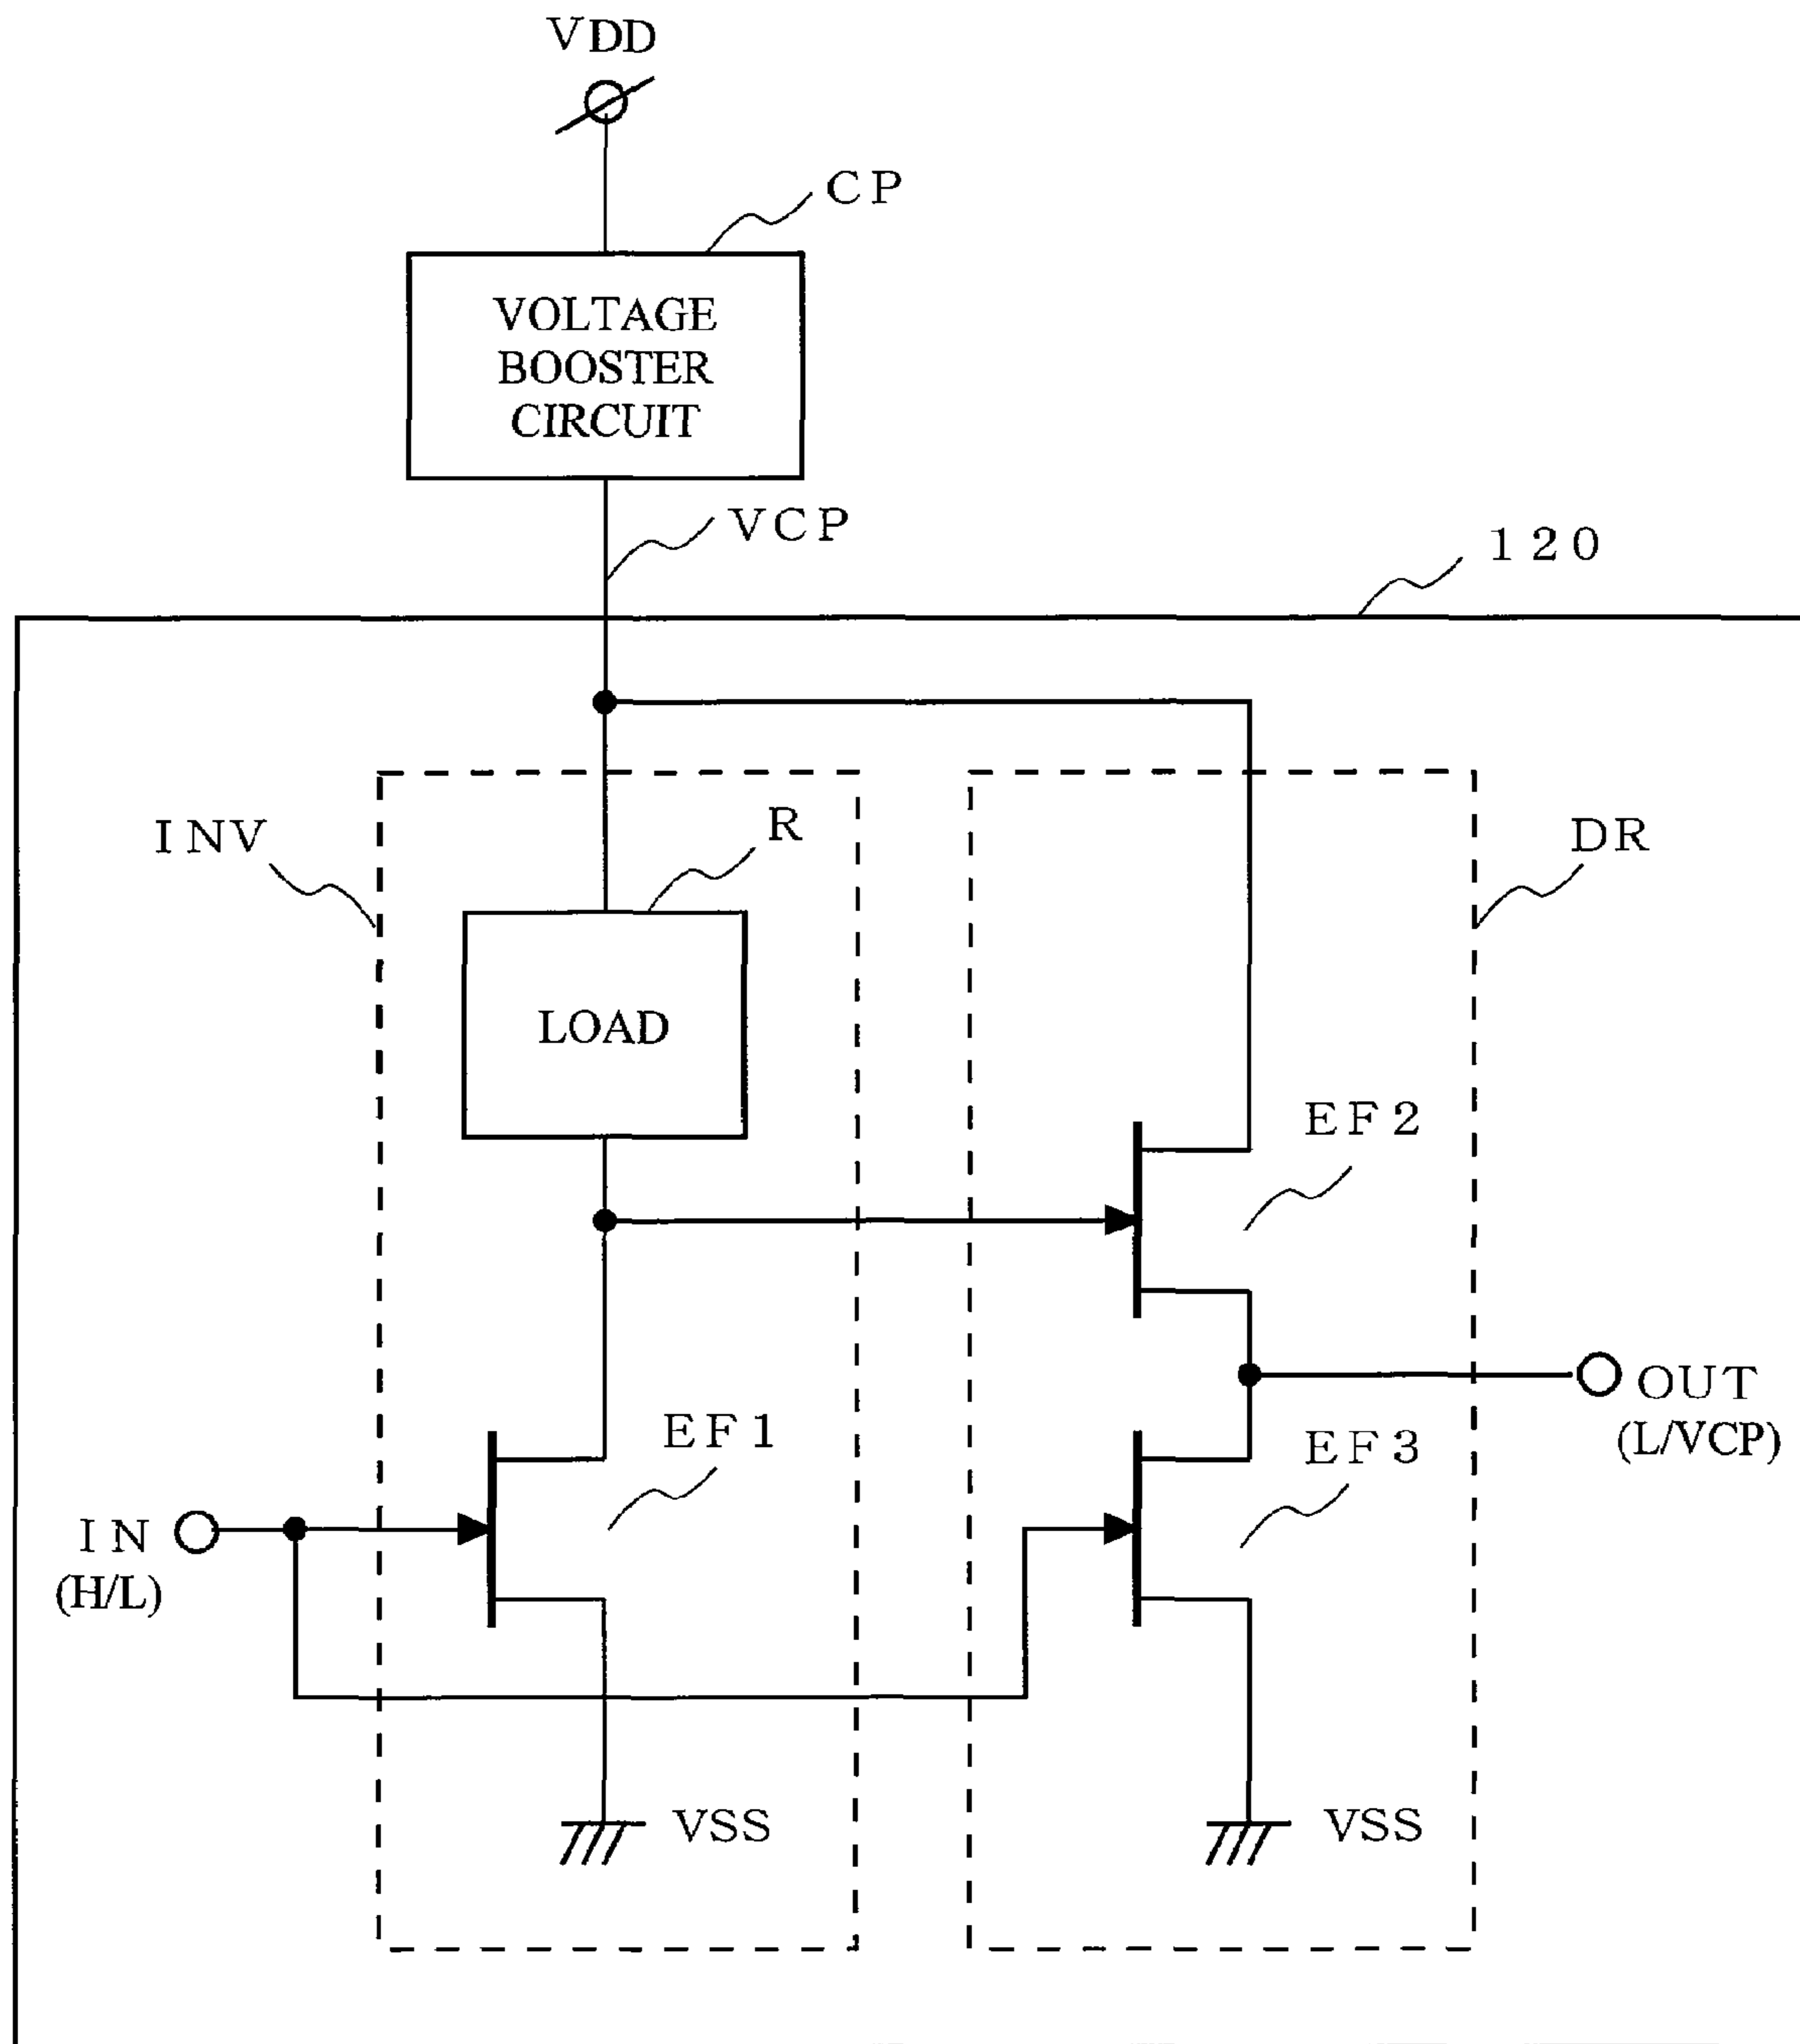 VDD
CP
VOLTAGE
BOOSTER
CIRCUIT
VCP
120
INV
R
DR
LOAD
EF2
EF1
OUT
(L/VCP)
EF3
IN
(H/L)
VSS
VSS